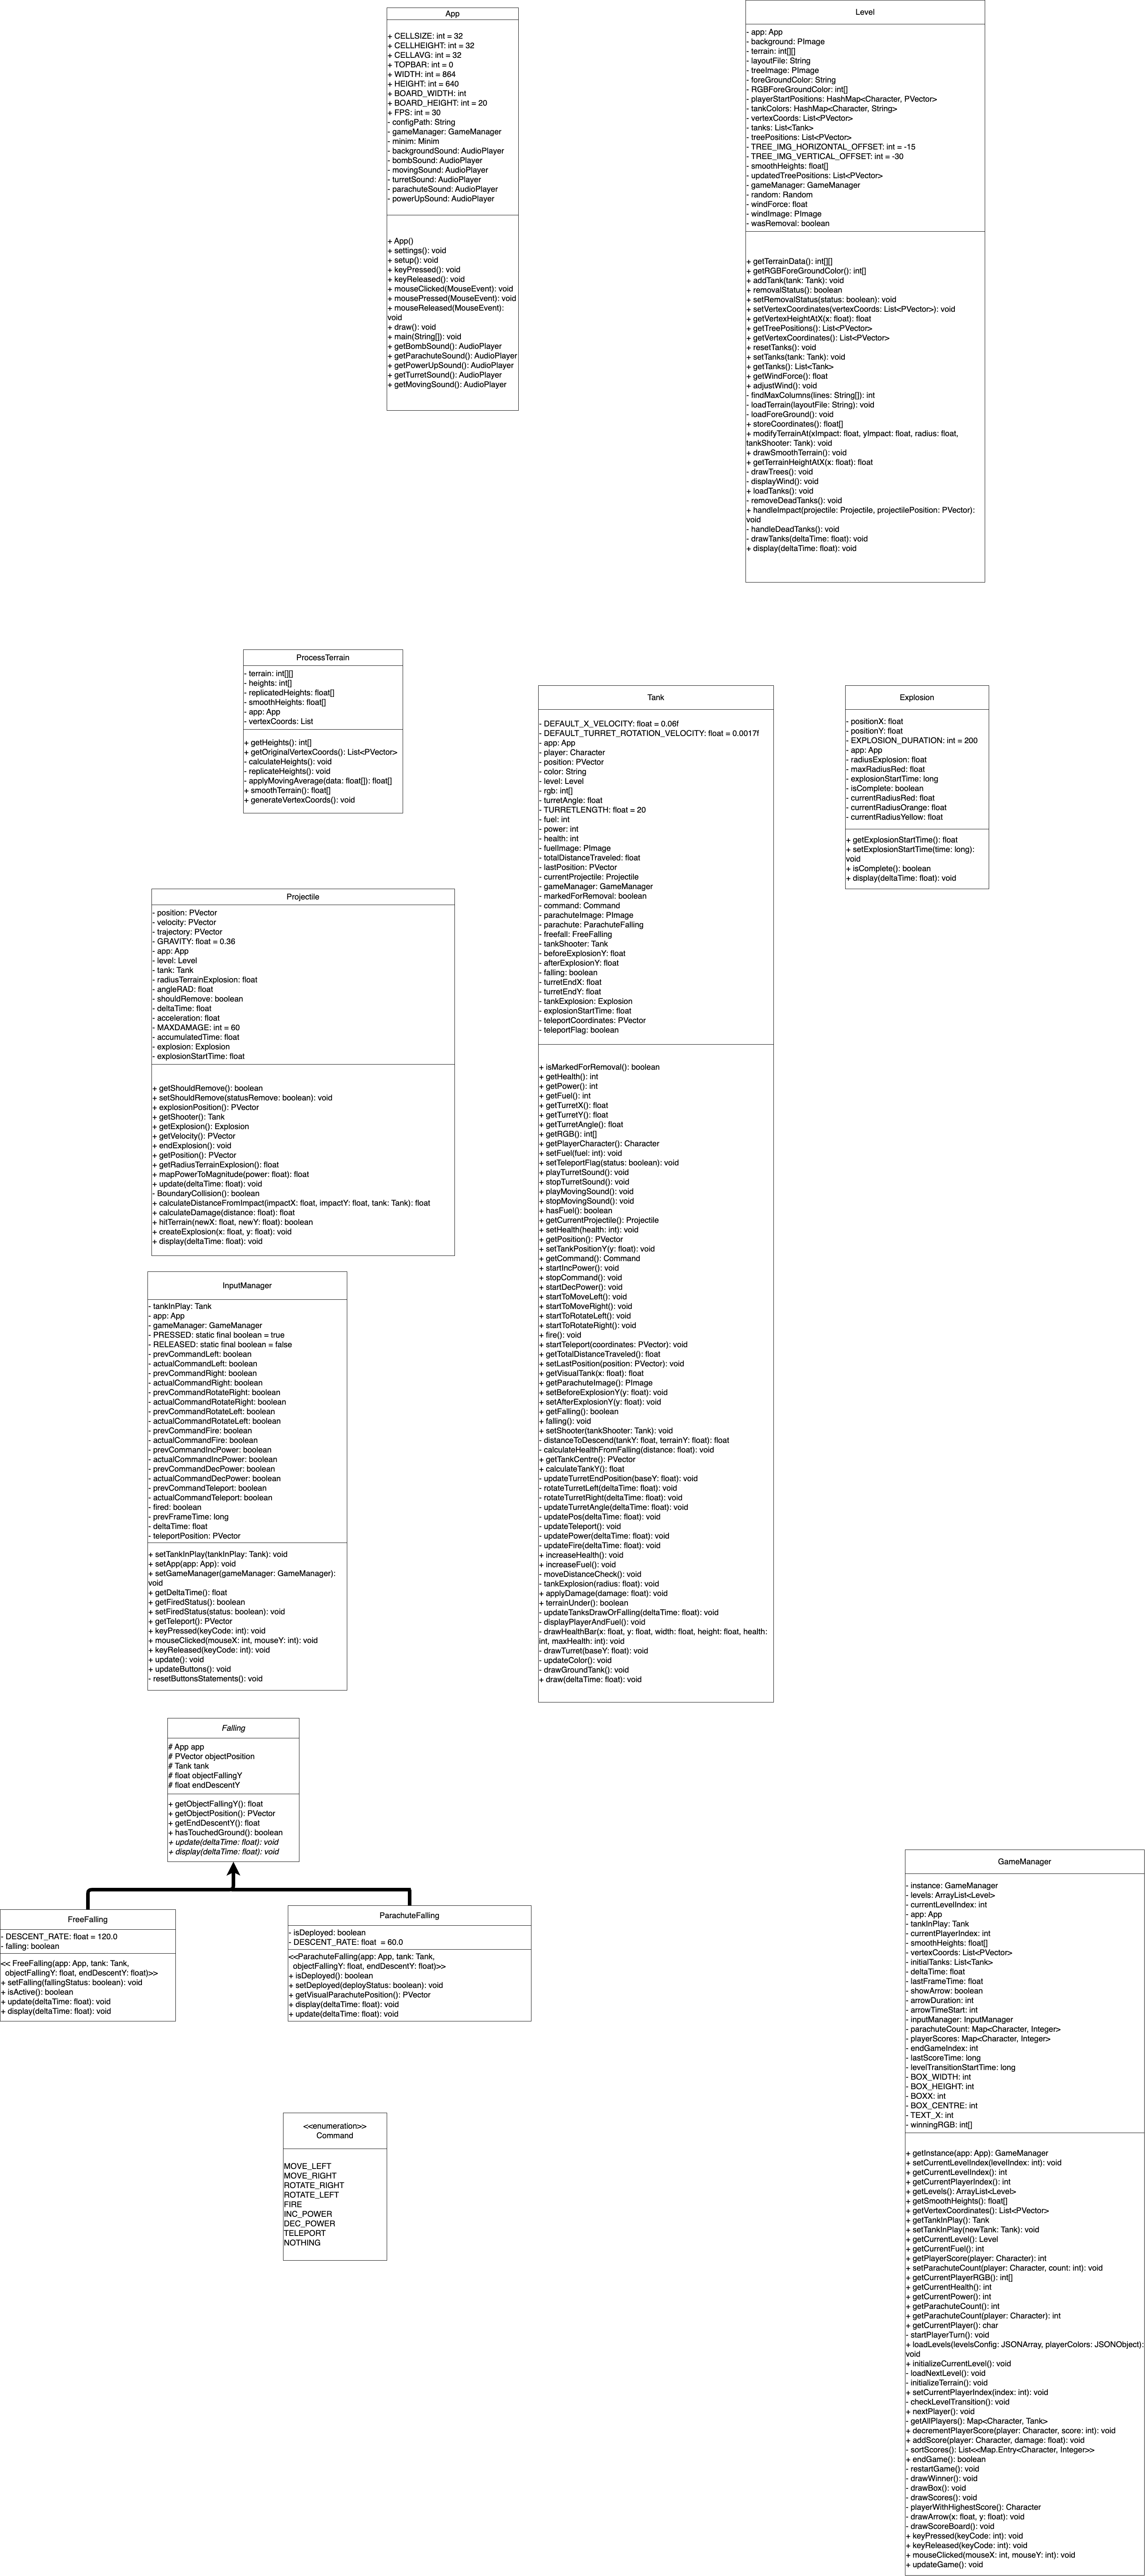 App
+ CELLSIZE: int = 32
+ CELLHEIGHT: int = 32
+ CELLAVG: int = 32
+ TOPBAR: int = 0
+ WIDTH: int = 864
+ HEIGHT: int = 640
+ BOARD_WIDTH: int
+ BOARD_HEIGHT: int = 20
+ FPS: int = 30
- configPath: String
- gameManager: GameManager
- minim: Minim
- backgroundSound: AudioPlayer
- bombSound: AudioPlayer
- movingSound: AudioPlayer
- turretSound: AudioPlayer
- parachuteSound: AudioPlayer
- powerUpSound: AudioPlayer
+ App()
+ settings(): void
+ setup(): void
+ keyPressed(): void
+ keyReleased(): void
+ mouseClicked(MouseEvent): void
+ mousePressed(MouseEvent): void
+ mouseReleased(MouseEvent):
void
+ draw(): void
+ main(String[]): void
+ getBombSound(): AudioPlayer
+ getParachuteSound(): AudioPlayer
+ getPowerUpSound(): AudioPlayer
+ getTurretSound(): AudioPlayer
+ getMovingSound(): AudioPlayer
Level
- app: App
- background: PImage
- terrain: int[][]
- layoutFile: String
- treeImage: PImage
- foreGroundColor: String
- RGBForeGroundColor: int[]
- playerStartPositions: HashMap<Character, PVector>
- tankColors: HashMap<Character, String>
- vertexCoords: List<PVector>
- tanks: List<Tank>
- treePositions: List<PVector>
- TREE_IMG_HORIZONTAL_OFFSET: int = -15
- TREE_IMG_VERTICAL_OFFSET: int = -30
- smoothHeights: float[]
- updatedTreePositions: List<PVector>
- gameManager: GameManager
- random: Random
- windForce: float
- windImage: PImage
- wasRemoval: boolean
+ getTerrainData(): int[][]
+ getRGBForeGroundColor(): int[]
+ addTank(tank: Tank): void
+ removalStatus(): boolean
+ setRemovalStatus(status: boolean): void
+ setVertexCoordinates(vertexCoords: List<PVector>): void
+ getVertexHeightAtX(x: float): float
+ getTreePositions(): List<PVector>
+ getVertexCoordinates(): List<PVector>
+ resetTanks(): void
+ setTanks(tank: Tank): void
+ getTanks(): List<Tank>
+ getWindForce(): float
+ adjustWind(): void
- findMaxColumns(lines: String[]): int
- loadTerrain(layoutFile: String): void
- loadForeGround(): void
+ storeCoordinates(): float[]
+ modifyTerrainAt(xImpact: float, yImpact: float, radius: float,
tankShooter: Tank): void
+ drawSmoothTerrain(): void
+ getTerrainHeightAtX(x: float): float
- drawTrees(): void
- displayWind(): void
+ loadTanks(): void
- removeDeadTanks(): void
+ handleImpact(projectile: Projectile, projectilePosition: PVector):
void
- handleDeadTanks(): void
- drawTanks(deltaTime: float): void
+ display(deltaTime: float): void
ProcessTerrain
- terrain: int[][]
- heights: int[]
- replicatedHeights: float[]
- smoothHeights: float[]
- app: App
- vertexCoords: List
+ getHeights(): int[]
+ getOriginalVertexCoords(): List<PVector>
- calculateHeights(): void
- replicateHeights(): void
- applyMovingAverage(data: float[]): float[]
+ smoothTerrain(): float[]
+ generateVertexCoords(): void
Tank
- DEFAULT_X_VELOCITY: float = 0.06f
- DEFAULT_TURRET_ROTATION_VELOCITY: float = 0.0017f
- app: App
- player: Character
- position: PVector
- color: String
- level: Level
- rgb: int[]
- turretAngle: float
- TURRETLENGTH: float = 20
- fuel: int
- power: int
- health: int
- fuelImage: PImage
- totalDistanceTraveled: float
- lastPosition: PVector
- currentProjectile: Projectile
- gameManager: GameManager
- markedForRemoval: boolean
- command: Command
- parachuteImage: PImage
- parachute: ParachuteFalling
- freefall: FreeFalling
- tankShooter: Tank
- beforeExplosionY: float
- afterExplosionY: float
- falling: boolean
- turretEndX: float
- turretEndY: float
- tankExplosion: Explosion
- explosionStartTime: float
- teleportCoordinates: PVector
- teleportFlag: boolean
+ isMarkedForRemoval(): boolean
+ getHealth(): int
+ getPower(): int
+ getFuel(): int
+ getTurretX(): float
+ getTurretY(): float
+ getTurretAngle(): float
+ getRGB(): int[]
+ getPlayerCharacter(): Character
+ setFuel(fuel: int): void
+ setTeleportFlag(status: boolean): void
+ playTurretSound(): void
+ stopTurretSound(): void
+ playMovingSound(): void
+ stopMovingSound(): void
+ hasFuel(): boolean
+ getCurrentProjectile(): Projectile
+ setHealth(health: int): void
+ getPosition(): PVector
+ setTankPositionY(y: float): void
+ getCommand(): Command
+ startIncPower(): void
+ stopCommand(): void
+ startDecPower(): void
+ startToMoveLeft(): void
+ startToMoveRight(): void
+ startToRotateLeft(): void
+ startToRotateRight(): void
+ fire(): void
+ startTeleport(coordinates: PVector): void
+ getTotalDistanceTraveled(): float
+ setLastPosition(position: PVector): void
+ getVisualTank(x: float): float
+ getParachuteImage(): PImage
+ setBeforeExplosionY(y: float): void
+ setAfterExplosionY(y: float): void
+ getFalling(): boolean
+ falling(): void
+ setShooter(tankShooter: Tank): void
- distanceToDescend(tankY: float, terrainY: float): float
- calculateHealthFromFalling(distance: float): void
+ getTankCentre(): PVector
+ calculateTankY(): float
- updateTurretEndPosition(baseY: float): void
- rotateTurretLeft(deltaTime: float): void
- rotateTurretRight(deltaTime: float): void
- updateTurretAngle(deltaTime: float): void
- updatePos(deltaTime: float): void
- updateTeleport(): void
- updatePower(deltaTime: float): void
- updateFire(deltaTime: float): void
+ increaseHealth(): void
+ increaseFuel(): void
- moveDistanceCheck(): void
- tankExplosion(radius: float): void
+ applyDamage(damage: float): void
+ terrainUnder(): boolean
- updateTanksDrawOrFalling(deltaTime: float): void
- displayPlayerAndFuel(): void
- drawHealthBar(x: float, y: float, width: float, height: float, health:
int, maxHealth: int): void
- drawTurret(baseY: float): void
- updateColor(): void
- drawGroundTank(): void
+ draw(deltaTime: float): void
Explosion
- positionX: float
- positionY: float
- EXPLOSION_DURATION: int = 200
- app: App
- radiusExplosion: float
- maxRadiusRed: float
- explosionStartTime: long
- isComplete: boolean
- currentRadiusRed: float
- currentRadiusOrange: float
- currentRadiusYellow: float
+ getExplosionStartTime(): float
+ setExplosionStartTime(time: long):
void
+ isComplete(): boolean
+ display(deltaTime: float): void
Projectile
- position: PVector
- velocity: PVector
- trajectory: PVector
- GRAVITY: float = 0.36
- app: App
- level: Level
- tank: Tank
- radiusTerrainExplosion: float
- angleRAD: float
- shouldRemove: boolean
- deltaTime: float
- acceleration: float
- MAXDAMAGE: int = 60
- accumulatedTime: float
- explosion: Explosion
- explosionStartTime: float
+ getShouldRemove(): boolean
+ setShouldRemove(statusRemove: boolean): void
+ explosionPosition(): PVector
+ getShooter(): Tank
+ getExplosion(): Explosion
+ getVelocity(): PVector
+ endExplosion(): void
+ getPosition(): PVector
+ getRadiusTerrainExplosion(): float
+ mapPowerToMagnitude(power: float): float
+ update(deltaTime: float): void
- BoundaryCollision(): boolean
+ calculateDistanceFromImpact(impactX: float, impactY: float, tank: Tank): float
+ calculateDamage(distance: float): float
+ hitTerrain(newX: float, newY: float): boolean
+ createExplosion(x: float, y: float): void
+ display(deltaTime: float): void
InputManager
- tankInPlay: Tank
- app: App
- gameManager: GameManager
- PRESSED: static final boolean = true
- RELEASED: static final boolean = false
- prevCommandLeft: boolean
- actualCommandLeft: boolean
- prevCommandRight: boolean
- actualCommandRight: boolean
- prevCommandRotateRight: boolean
- actualCommandRotateRight: boolean
- prevCommandRotateLeft: boolean
- actualCommandRotateLeft: boolean
- prevCommandFire: boolean
- actualCommandFire: boolean
- prevCommandIncPower: boolean
- actualCommandIncPower: boolean
- prevCommandDecPower: boolean
- actualCommandDecPower: boolean
- prevCommandTeleport: boolean
- actualCommandTeleport: boolean
- fired: boolean
- prevFrameTime: long
- deltaTime: float
- teleportPosition: PVector
+ setTankInPlay(tankInPlay: Tank): void
+ setApp(app: App): void
+ setGameManager(gameManager: GameManager):
void
+ getDeltaTime(): float
+ getFiredStatus(): boolean
+ setFiredStatus(status: boolean): void
+ getTeleport(): PVector
+ keyPressed(keyCode: int): void
+ mouseClicked(mouseX: int, mouseY: int): void
+ keyReleased(keyCode: int): void
+ update(): void
+ updateButtons(): void
- resetButtonsStatements(): void
Falling
# App app
# PVector objectPosition
# Tank tank
# float objectFallingY
# float endDescentY
+ getObjectFallingY(): float
+ getObjectPosition(): PVector
+ getEndDescentY(): float
+ hasTouchedGround(): boolean
+ update(deltaTime: float): void
+ display(deltaTime: float): void
FreeFalling
- DESCENT_RATE: float = 120.0
- falling: boolean
<< FreeFalling(app: App, tank: Tank,
objectFallingY: float, endDescentY: float)>>
+ setFalling(fallingStatus: boolean): void
+ isActive(): boolean
+ update(deltaTime: float): void
+ display(deltaTime: float): void
ParachuteFalling
- isDeployed: boolean
- DESCENT_RATE: float = 60.0
<<ParachuteFalling(app: App, tank: Tank,
objectFallingY: float, endDescentY: float)>>
+ isDeployed(): boolean
+ setDeployed(deployStatus: boolean): void
+ getVisualParachutePosition(): PVector
+ display(deltaTime: float): void
+ update(deltaTime: float): void
<<enumeration>>
Command
MOVE_LEFT
MOVE_RIGHT
ROTATE_RIGHT
ROTATE_LEFT
FIRE
INC_POWER
DEC_POWER
TELEPORT
NOTHING
GameManager
- instance: GameManager
- levels: ArrayList<Level>
- currentLevelIndex: int
- app: App
- tankInPlay: Tank
- currentPlayerIndex: int
- smoothHeights: float[]
- vertexCoords: List<PVector>
- initialTanks: List<Tank>
- deltaTime: float
- lastFrameTime: float
- showArrow: boolean
- arrowDuration: int
- arrowTimeStart: int
- inputManager: InputManager
- parachuteCount: Map<Character, Integer>
- playerScores: Map<Character, Integer>
- endGameIndex: int
- lastScoreTime: long
- levelTransitionStartTime: long
- BOX_WIDTH: int
- BOX_HEIGHT: int
- BOXX: int
- BOX_CENTRE: int
- TEXT_X: int
- winningRGB: int[]
+ getInstance(app: App): GameManager
+ setCurrentLevelIndex(levelIndex: int): void
+ getCurrentLevelIndex(): int
+ getCurrentPlayerIndex(): int
+ getLevels(): ArrayList<Level>
+ getSmoothHeights(): float[]
+ getVertexCoordinates(): List<PVector>
+ getTankInPlay(): Tank
+ setTankInPlay(newTank: Tank): void
+ getCurrentLevel(): Level
+ getCurrentFuel(): int
+ getPlayerScore(player: Character): int
+ setParachuteCount(player: Character, count: int): void
+ getCurrentPlayerRGB(): int[]
+ getCurrentHealth(): int
+ getCurrentPower(): int
+ getParachuteCount(): int
+ getParachuteCount(player: Character): int
+ getCurrentPlayer(): char
- startPlayerTurn(): void
+ loadLevels(levelsConfig: JSONArray, playerColors: JSONObject):
void
+ initializeCurrentLevel(): void
- loadNextLevel(): void
- initializeTerrain(): void
+ setCurrentPlayerIndex(index: int): void
- checkLevelTransition(): void
+ nextPlayer(): void
- getAllPlayers(): Map<Character, Tank>
+ decrementPlayerScore(player: Character, score: int): void
+ addScore(player: Character, damage: float): void
- sortScores(): List<<Map.Entry<Character, Integer>>
+ endGame(): boolean
- restartGame(): void
- drawWinner(): void
- drawBox(): void
- drawScores(): void
- playerWithHighestScore(): Character
- drawArrow(x: float, y: float): void
- drawScoreBoard(): void
+ keyPressed(keyCode: int): void
+ keyReleased(keyCode: int): void
+ mouseClicked(mouseX: int, mouseY: int): void
+ updateGame(): void